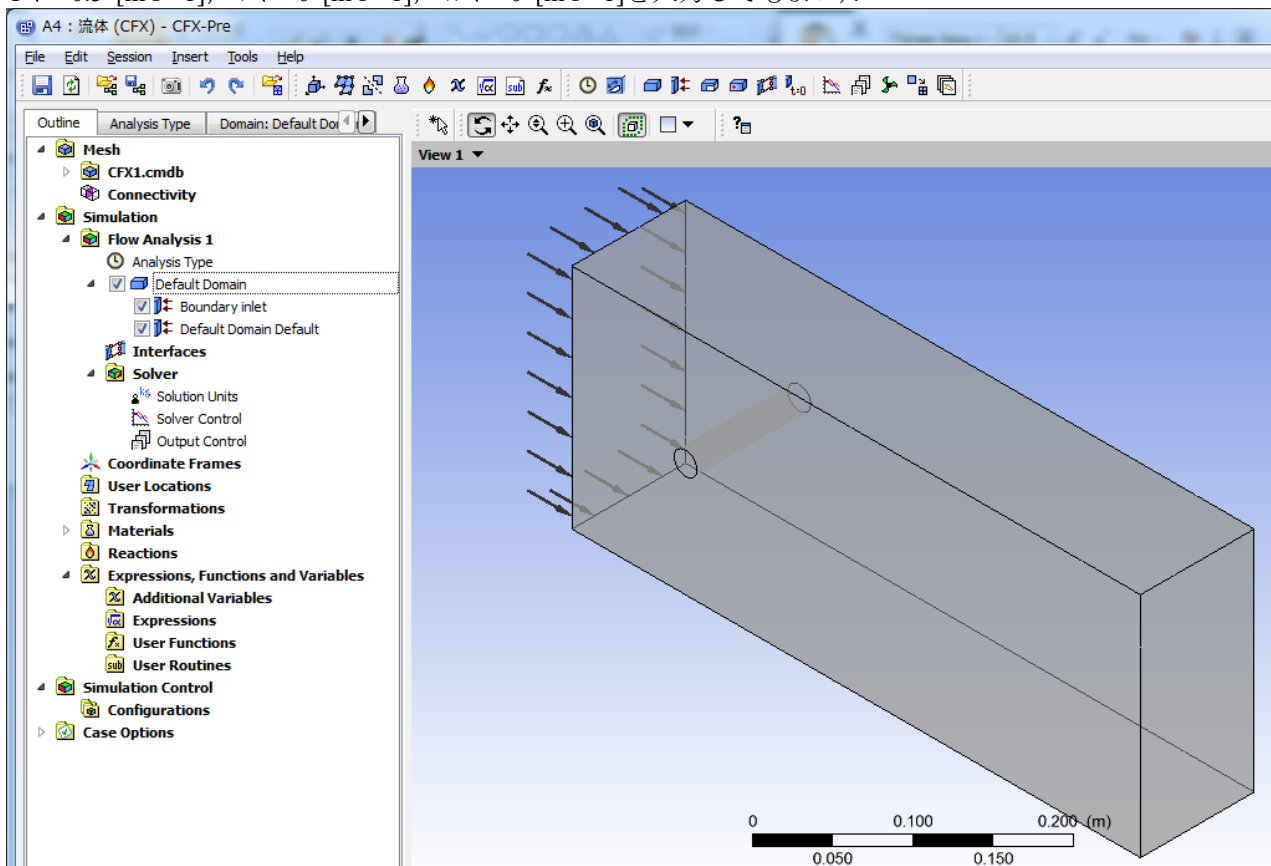 A4 : 流体 (CFX) - CFX-Pre
File Edit Session Insert Tools Help
Outline Analysis Type Domain: Default Do
View 1
Mesh
CFX1.cmdb
Connectivity
Simulation
Flow Analysis 1
Analysis Type
Default Domain
Boundary inlet
Default Domain Default
Interfaces
Solver
Solution Units
Solver Control
Output Control
Coordinate Frames
User Locations
Transformations
Materials
Reactions
Expressions, Functions and Variables
Additional Variables
Expressions
User Functions
User Routines
Simulation Control
Configurations
Case Options
0 0.100 0.200 (m)
0.050 0.150